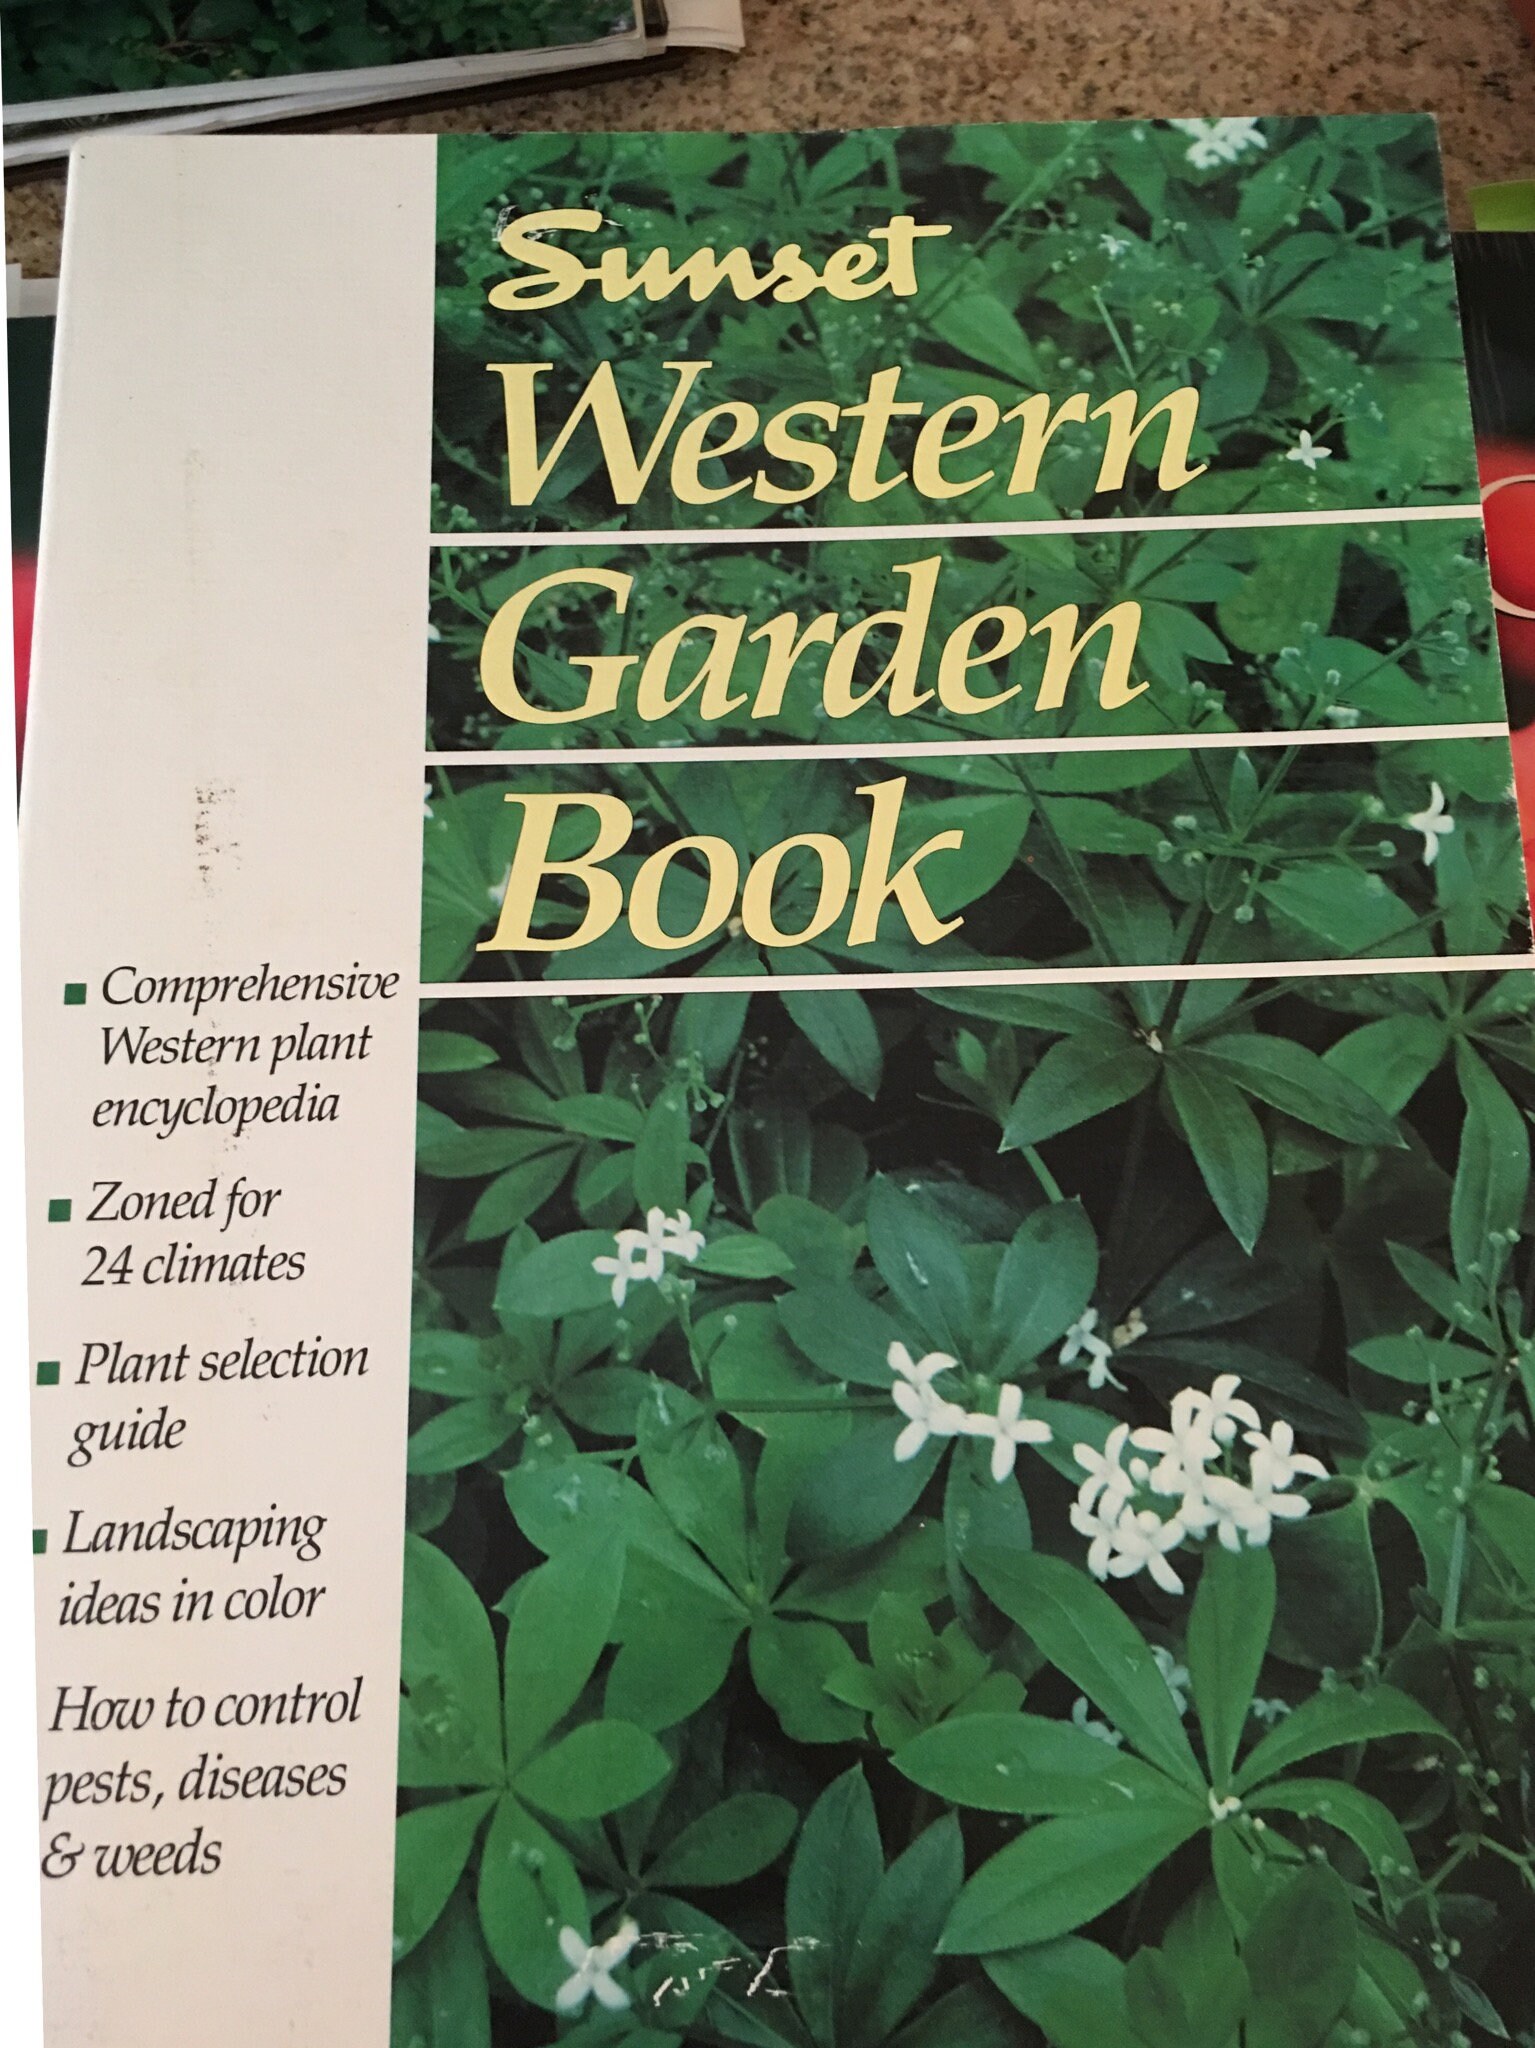 Sunset
Western
Garden
Book
Comprehensive
Western plant
encyclopedia
Zoned for
24 climates
Plant selection
guide
Landscaping
ideas in color
How to control
pests, diseases
& weeds